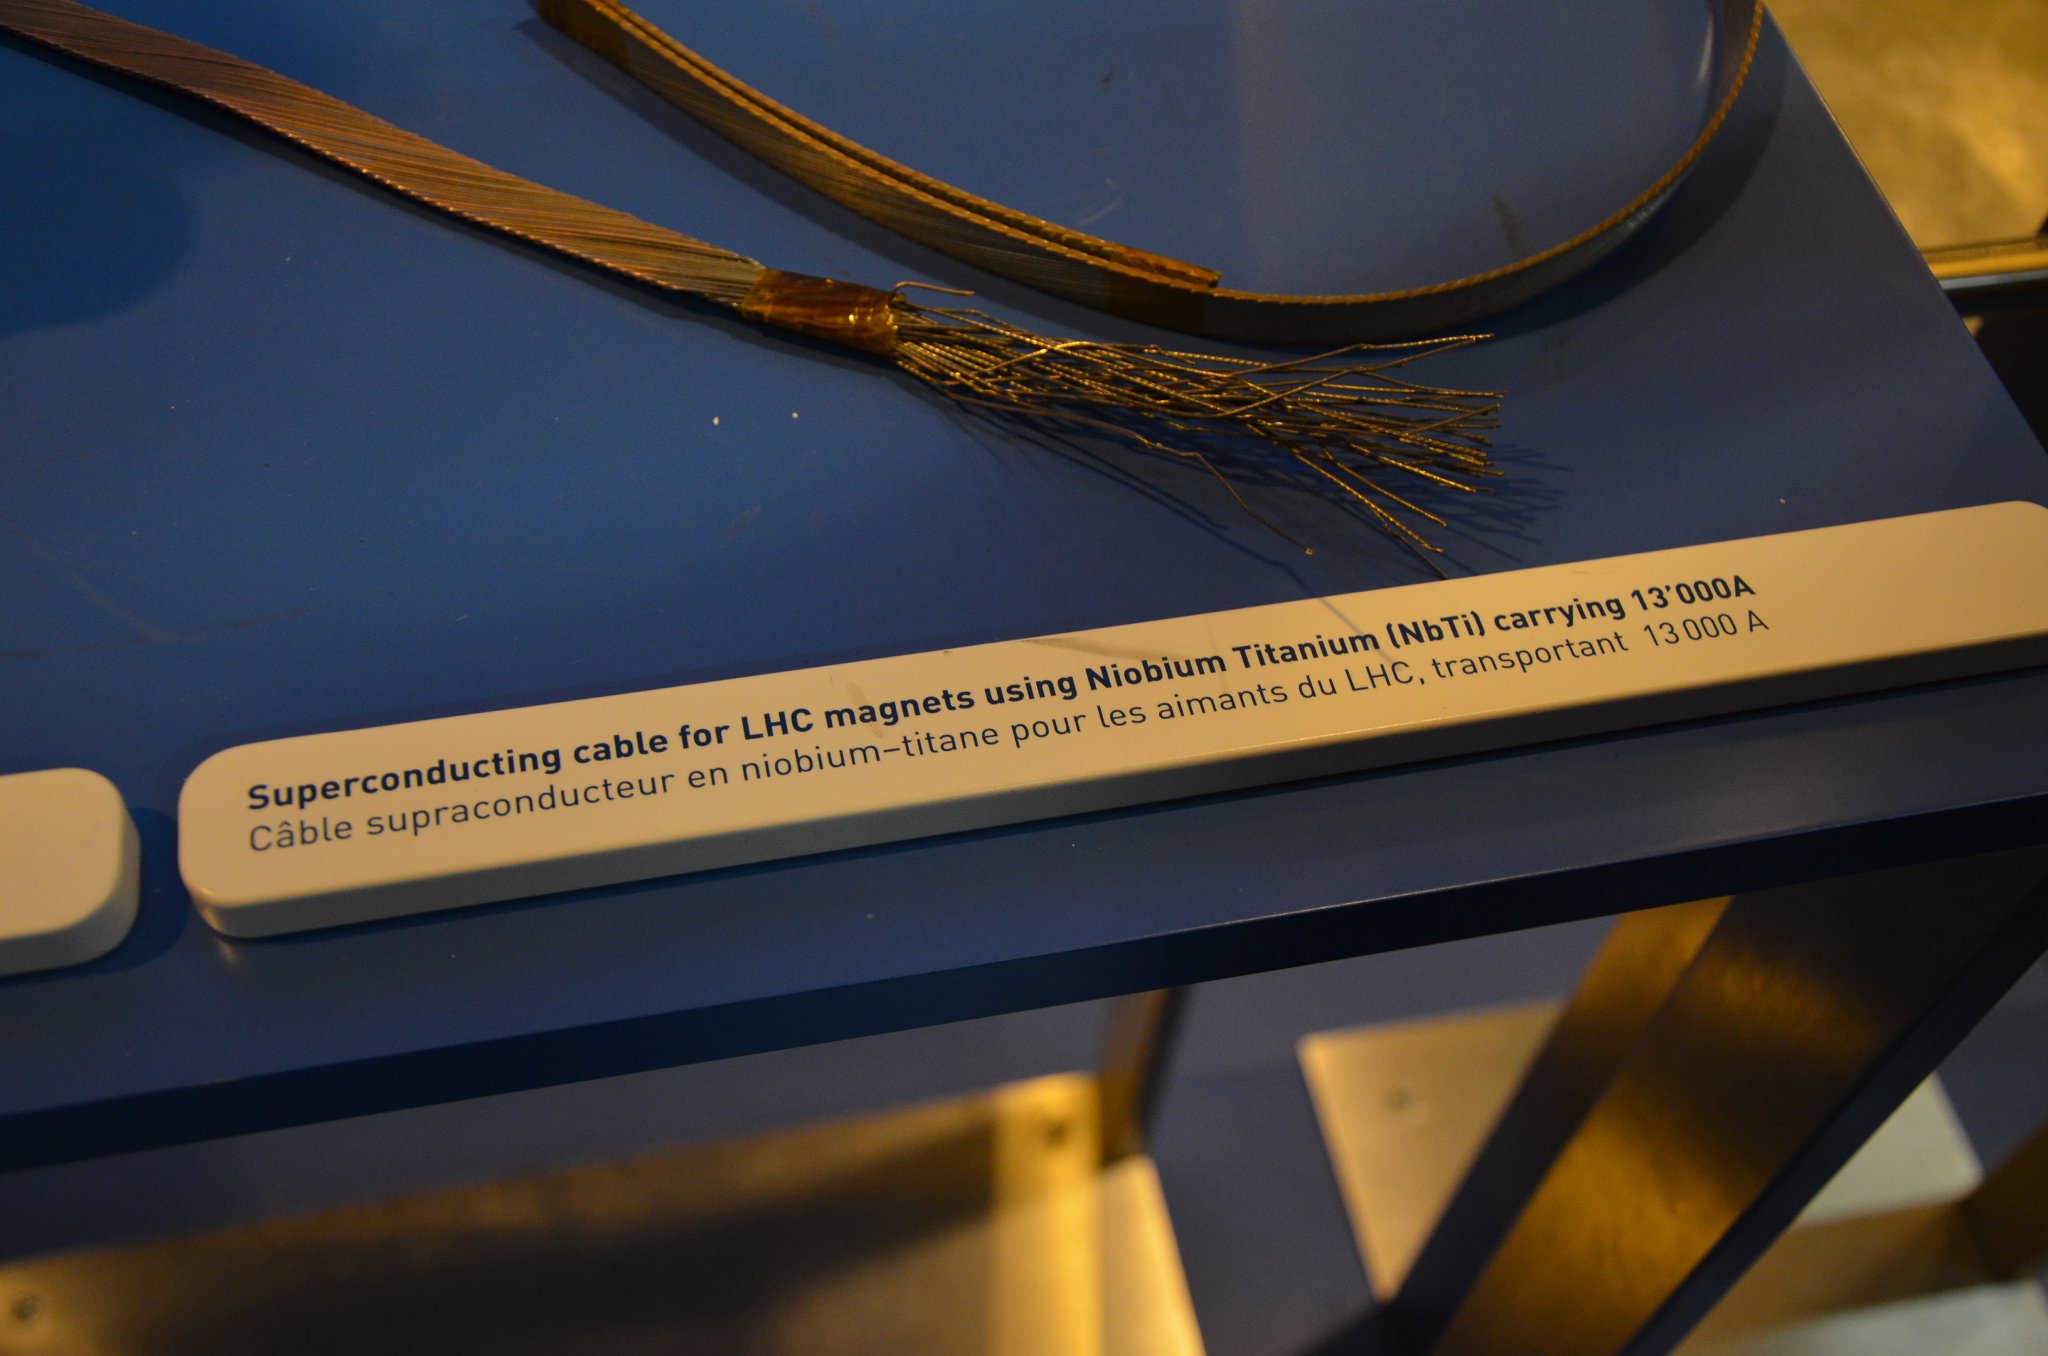 Superconducting cable for LHC magnets using Niobium Titanium (NbTi) carrying 13’000A
Câble supraconducteur en niobium–titane pour les aimants du LHC, transportant 13 000 A